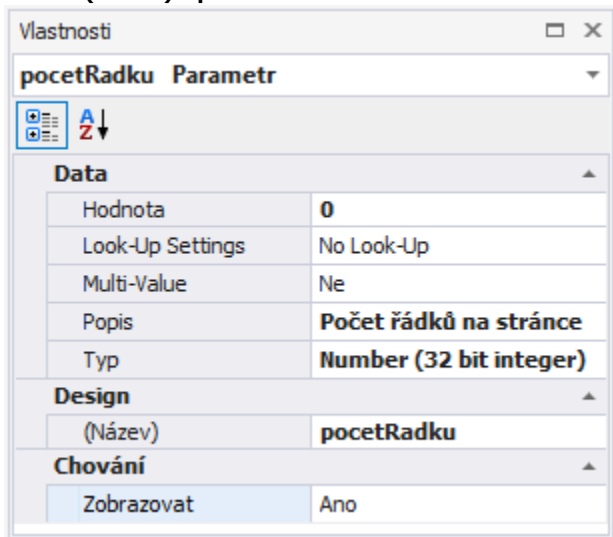 Vlastnosti
pocetRadku Parametr
A
Z
Data
Hodnota 0
Look-Up Settings No Look-Up
Multi-Value Ne
Popis Počet řádků na stránce
Typ Number (32 bit integer)
Design
(Název) pocetRadku
Chování
Zobrazovat Ano